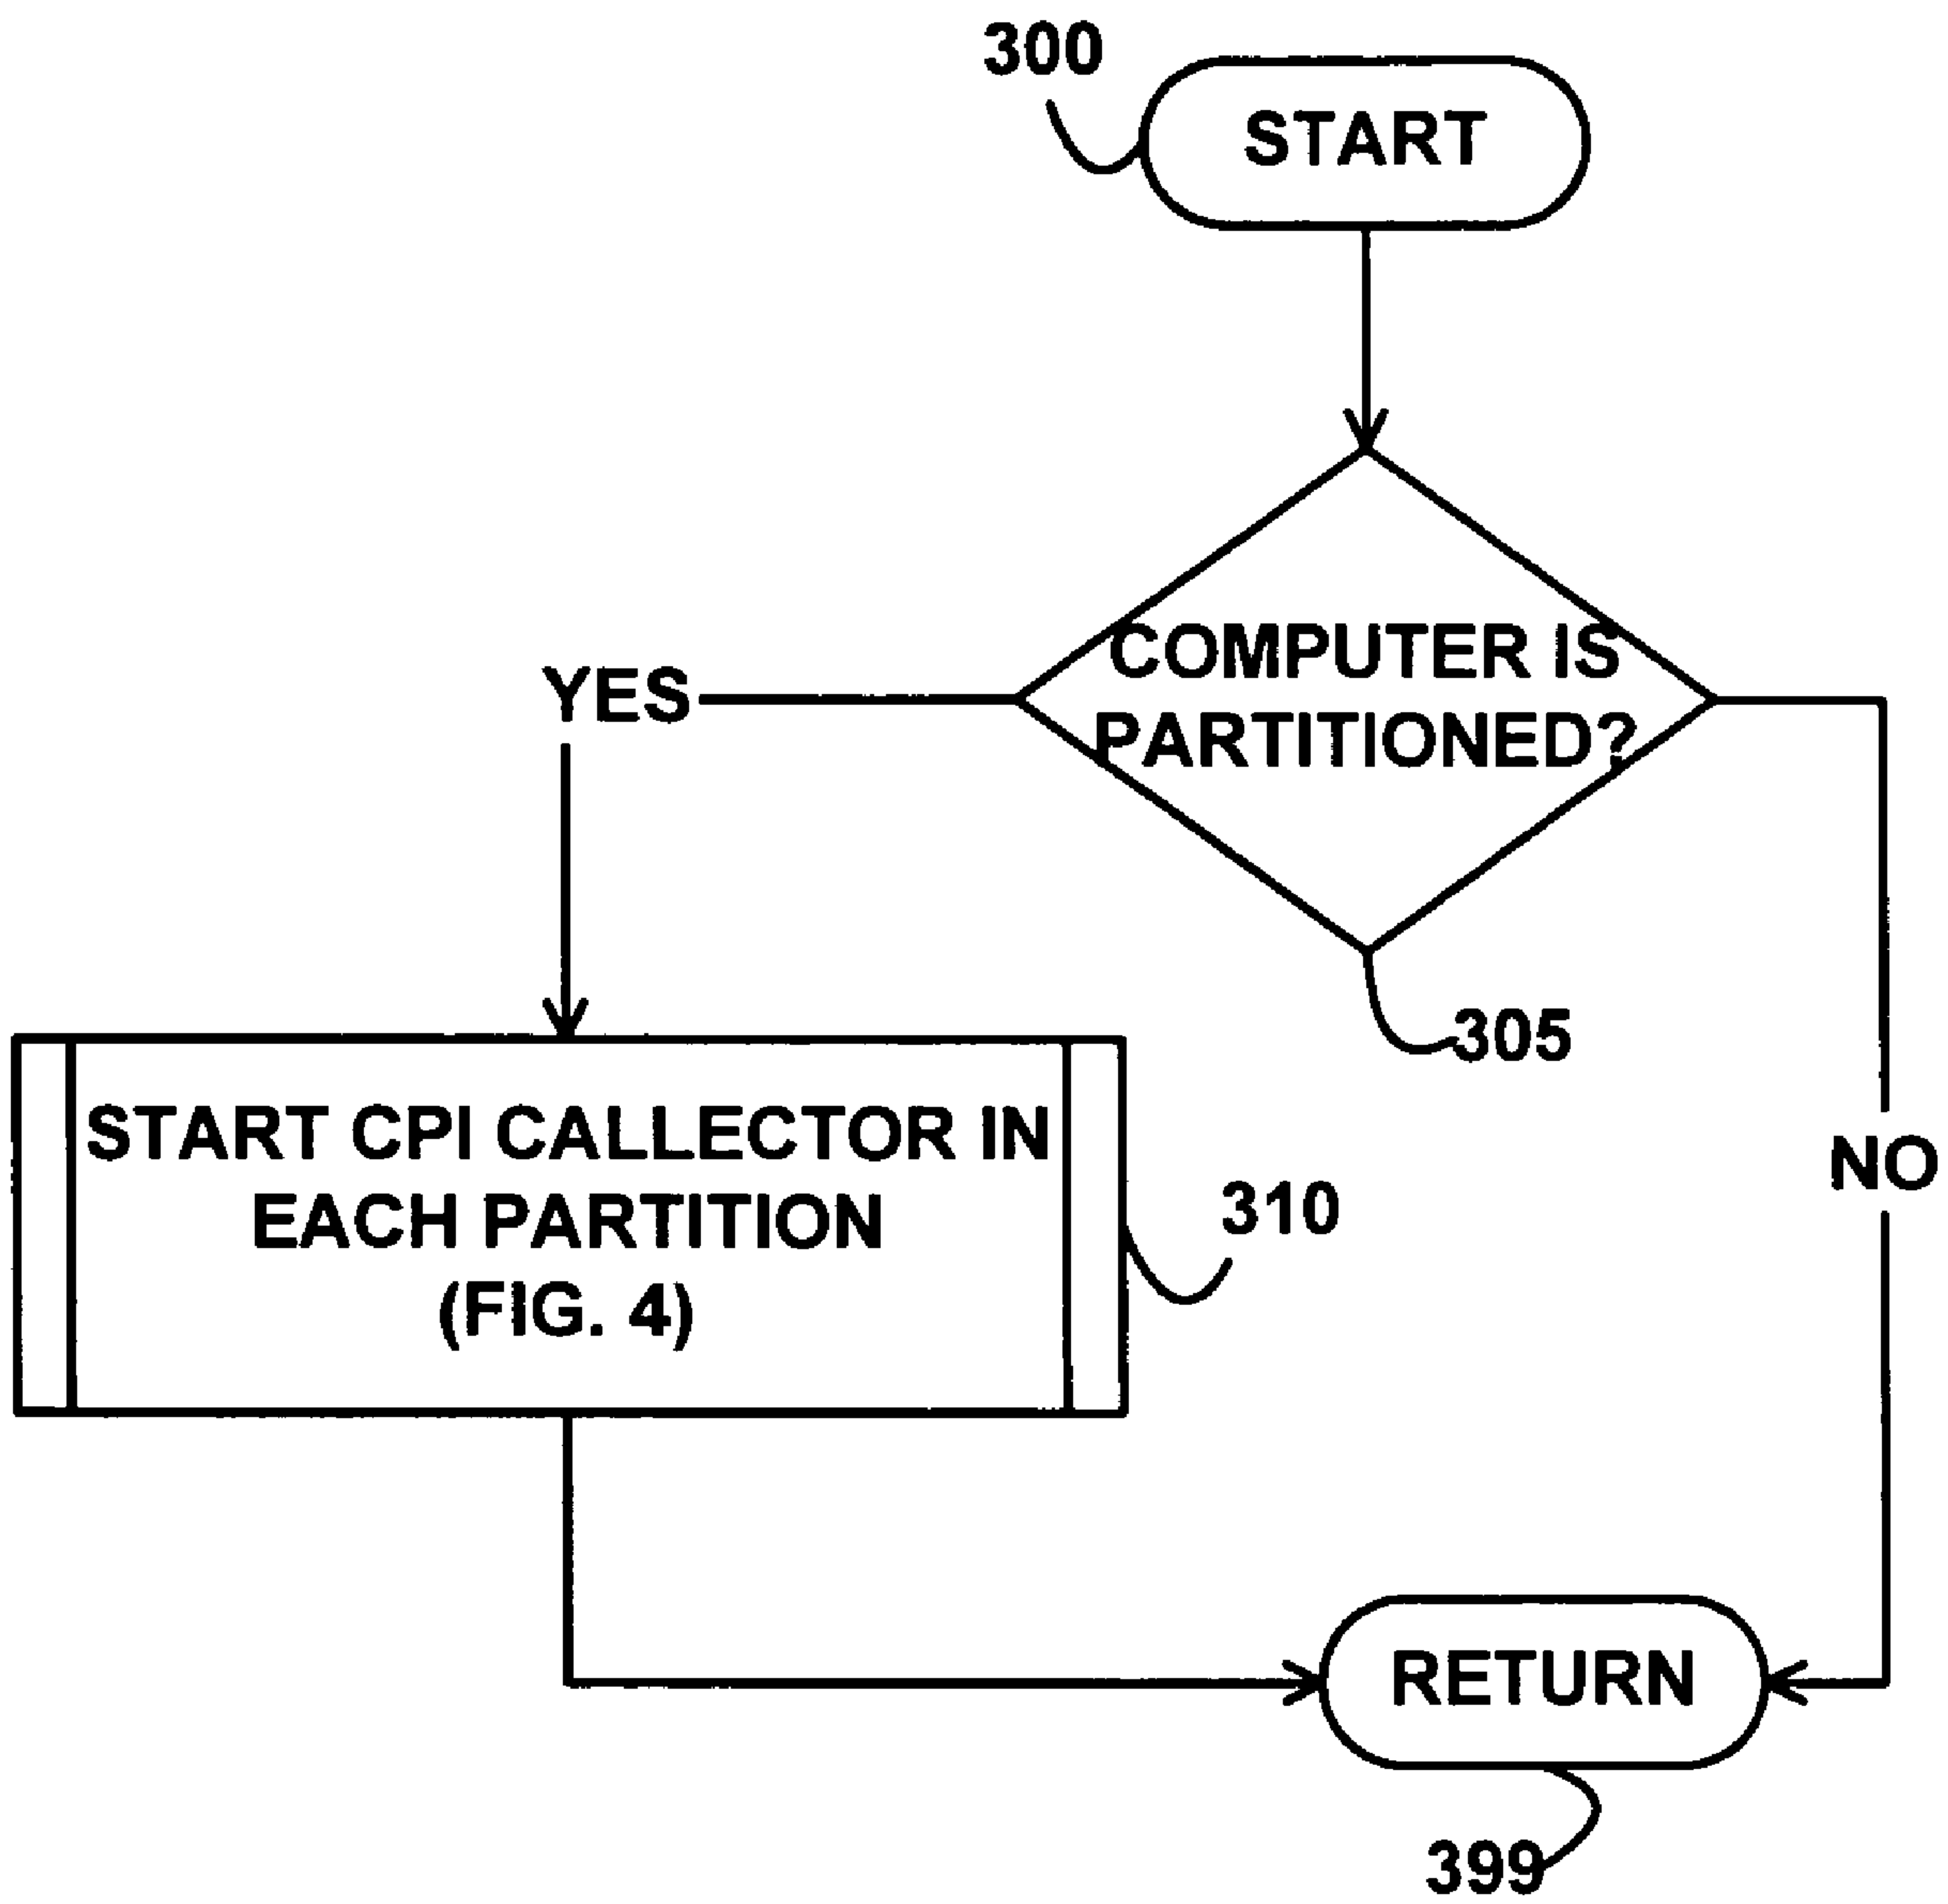 300
START
COMPUTER IS
PARTITIONED?
YES
305
START CPI CALLECTOR IN
EACH PARTITION
(FIG. 4)
310
NO
RETURN
399